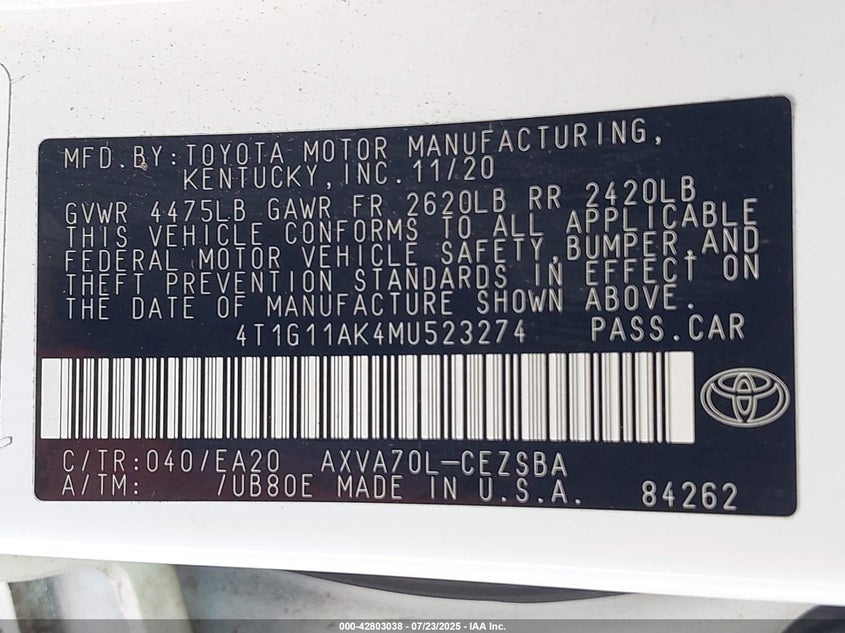 MFD. BY: TOYOTA MOTOR MANUFACTURING,
KENTUCKY, INC. 11/20
GVWR 4475LB GAWR FR 2620LB RR 2420LB
THIS VEHICLE CONFORMS TO ALL APPLICABLE
FEDERAL MOTOR VEHICLE SAFETY, BUMPER, AND
THEFT PREVENTION STANDARDS IN EFFECT ON
THE DATE OF MANUFACTURE SHOWN ABOVE.
4T1G11AK4MU523274 PASS. CAR
C/TR: 040/EA20 AXVA70L-CEZSBA
A/TM: /UB80E MADE IN U.S.A. 84262
000-42803038 - 07/23/2025 - IAA Inc.